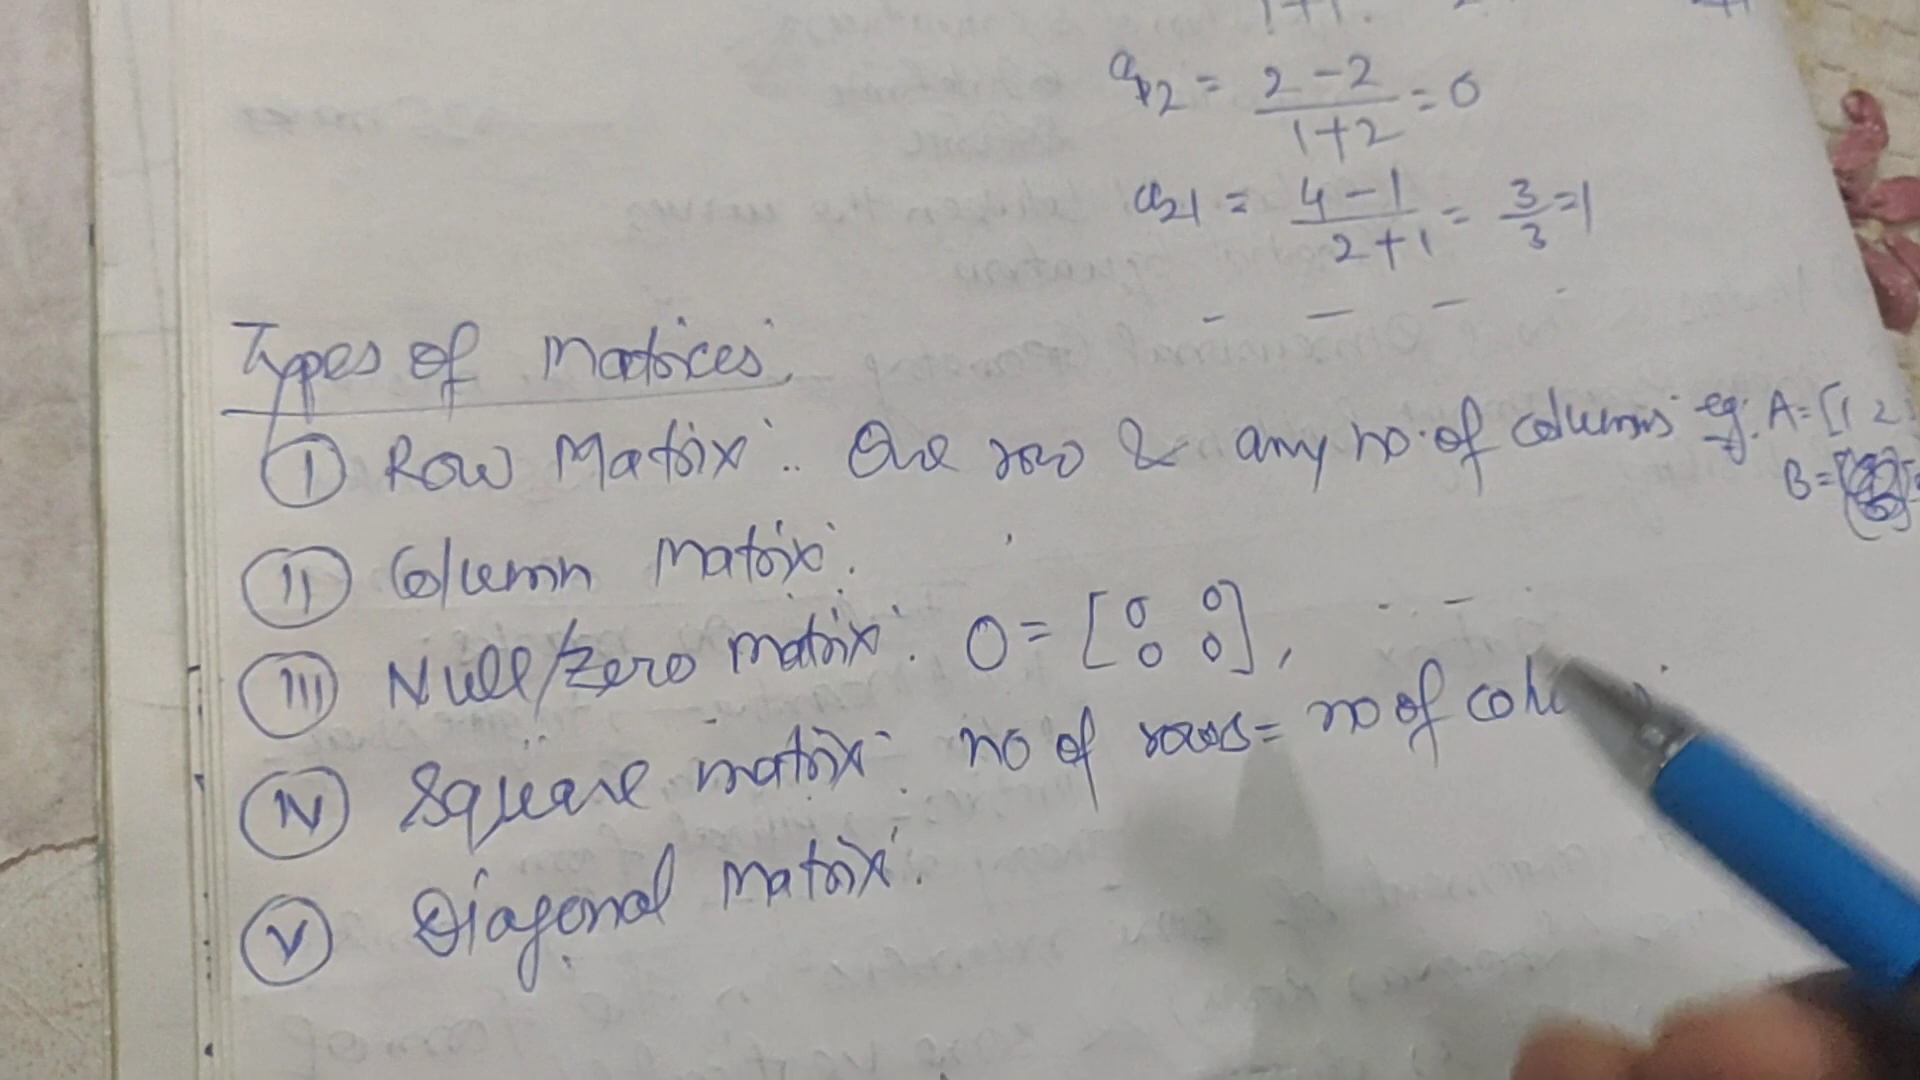 a12 = 2-2/1+2 = 0
a21 = 4-1/2+1 = 3/3 = 1
- - -
Types of Matrices.
(I) Row Matrix: One row & any no. of columns eg: A = [1 2
B =
(II) Column Matrix:
(III) Null/Zero matrix: O = [0 0
0 0], - - -
(IV) Square matrix: no of rows = no of
(V) Diagonal Matrix: